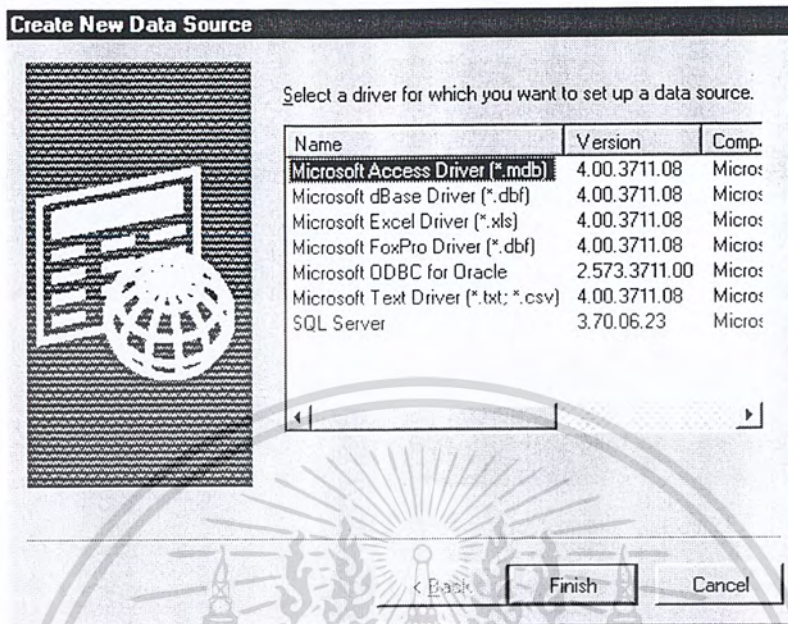 Create New Data Source
Select a driver for which you want to set up a data source.
Name Version Comp
Microsoft Access Driver (*.mdb) 4.00.3711.08 Micros
Microsoft dBase Driver (*.dbf) 4.00.3711.08 Micros
Microsoft Excel Driver (*.xls) 4.00.3711.08 Micros
Microsoft FoxPro Driver (*.dbf) 4.00.3711.08 Micros
Microsoft ODBC for Oracle 2.573.3711.00 Micros
Microsoft Text Driver (*.txt; *.csv) 4.00.3711.08 Micros
SQL Server 3.70.06.23 Micros
< Back Finish Cancel